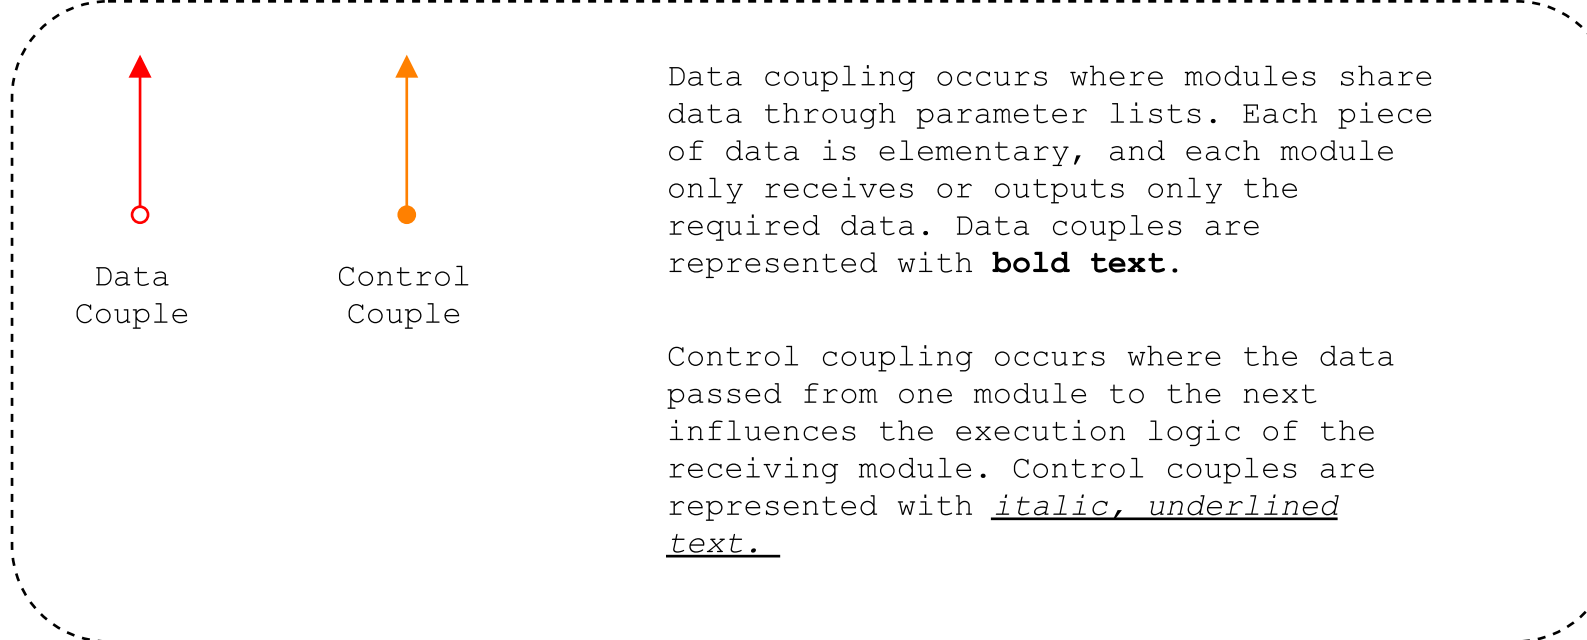 Data
Couple
Control
Couple
Data coupling occurs where modules share
data through parameter lists. Each piece
of data is elementary, and each module
only receives or outputs only the
required data. Data couples are
represented with bold text.
Control coupling occurs where the data
passed from one module to the next
influences the execution logic of the
receiving module. Control couples are
represented with italic, underlined
text.